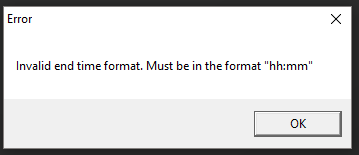 Error
Invalid end time format. Must be in the format "hh:mm"
OK